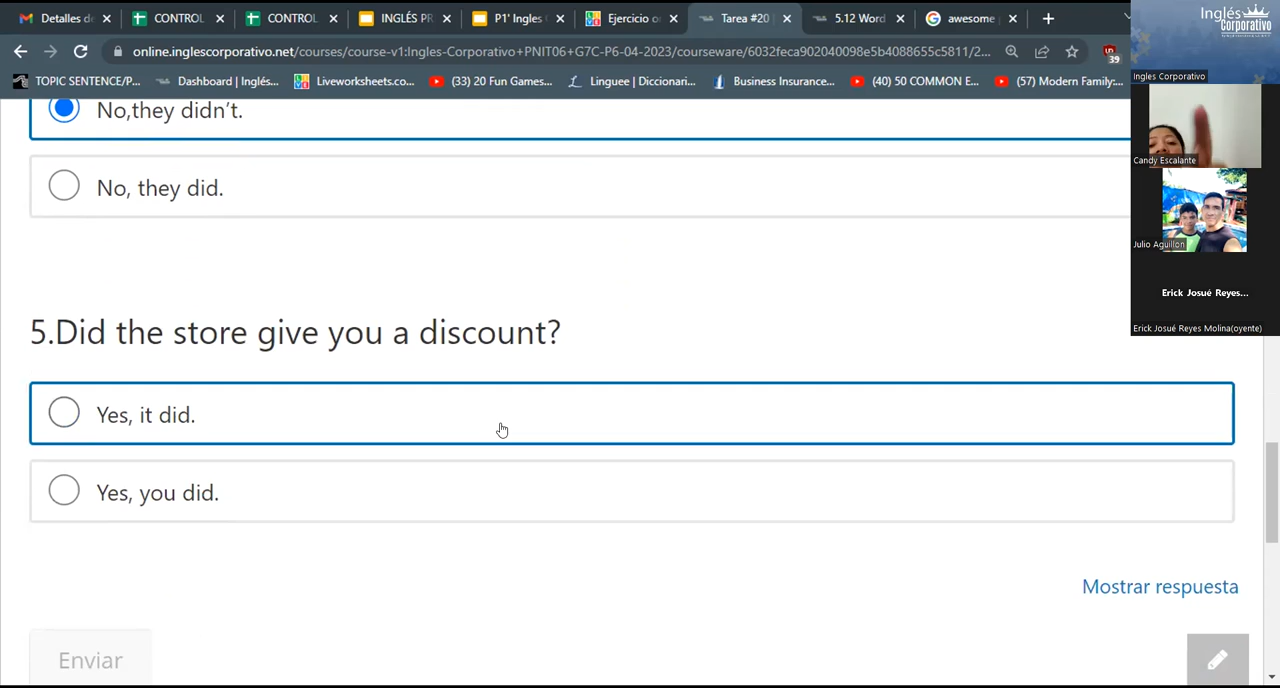 Detalles de
CONTROL
CONTROL
INGLÉS PR
P1' Ingles
Ejercicio o
Tarea #20
5.12 Word
awesome
online.inglescorporativo.net/courses/course-v1:Ingles-Corporativo+PNIT06+G7C-P6-04-2023/courseware/6032feca902040098e5b4088655c5811/2...
39
TOPIC SENTENCE/P...
Dashboard | Inglés...
Liveworksheets.co...
(33) 20 Fun Games...
Linguee | Diccionari...
Business Insurance...
(40) 50 COMMON E...
(57) Modern Family:...
Inglés
Corporativo
Ingles Corporativo
Candy Escalante
Julio Aguillon
Erick Josué Reyes...
Erick Josué Reyes Molina(oyente)
No,they didn't.
No, they did.
5.Did the store give you a discount?
Yes, it did.
Yes, you did.
Mostrar respuesta
Enviar